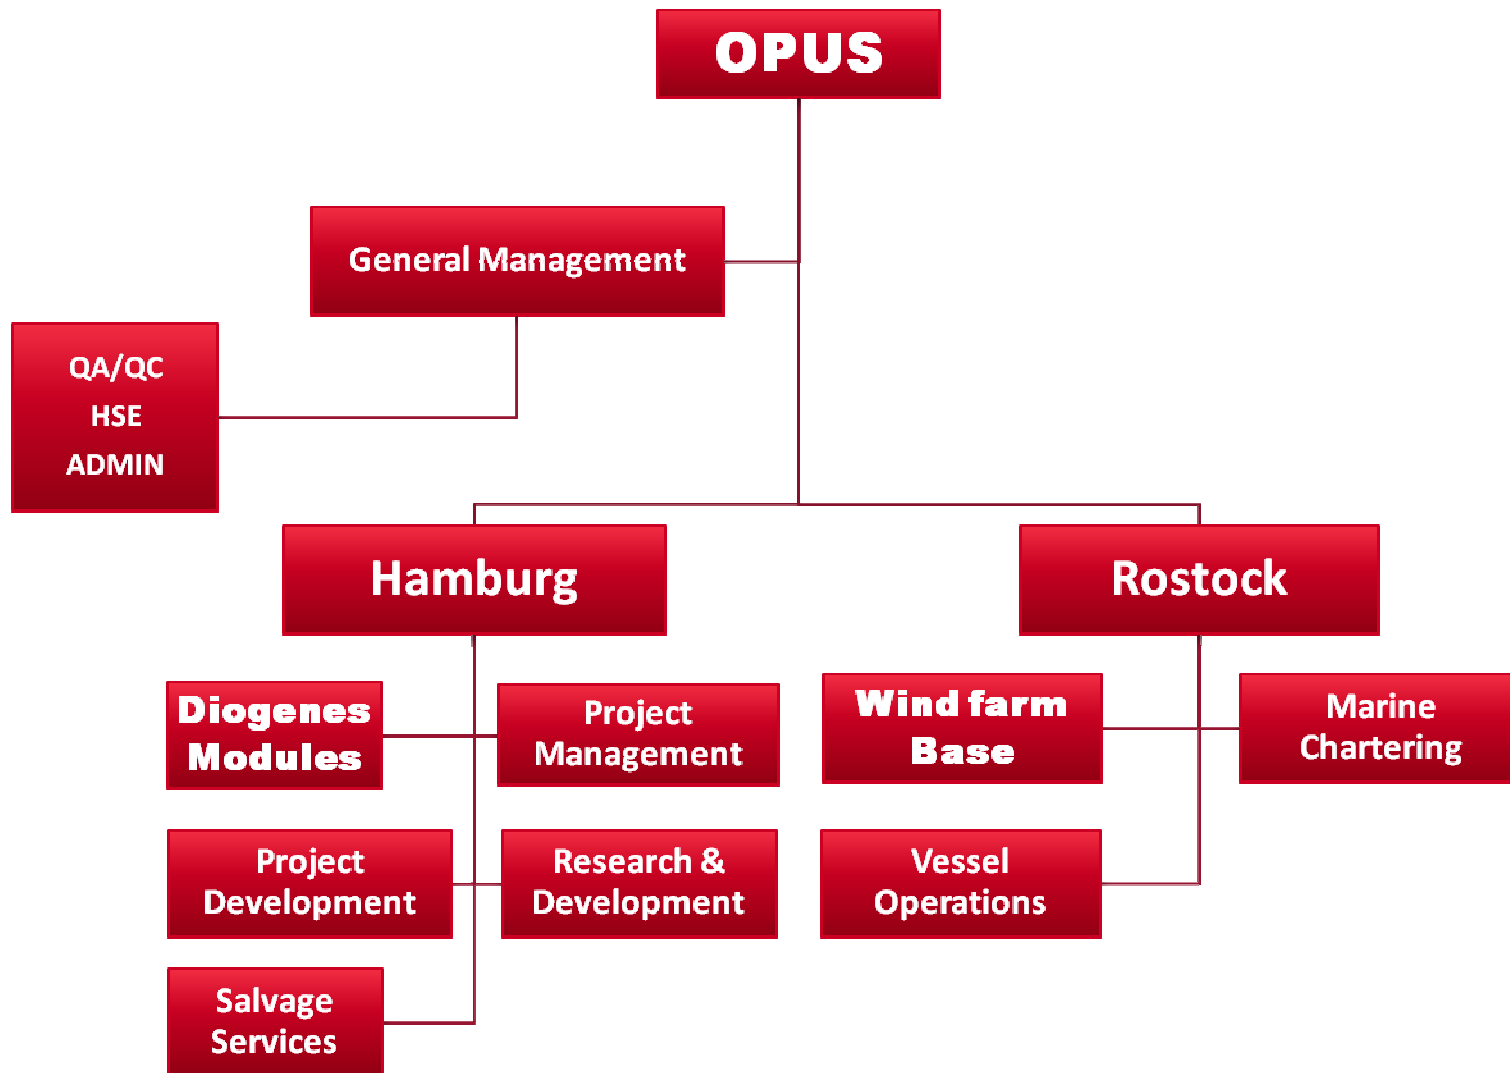 OPUS
General Management
QA/QC
HSE
ADMIN
Hamburg
Rostock
Diogenes
Modules
Project
Management
Wind farm
Base
Marine
Chartering
Project
Development
Research &
Development
Vessel
Operations
Salvage
Services